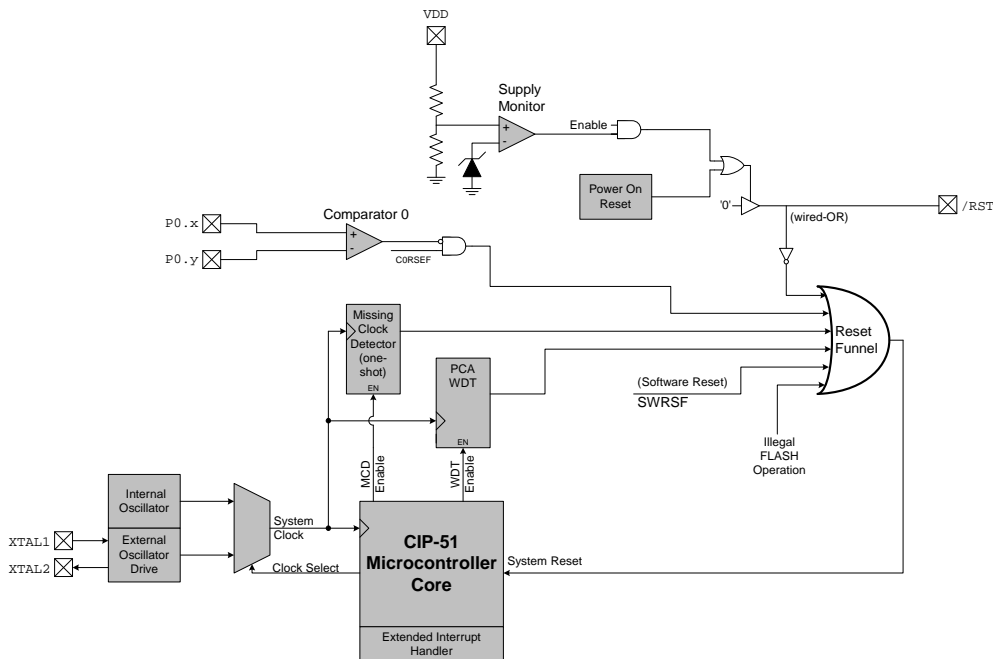 VDD
Supply
Monitor
+
-
Enable
Power On
Reset
'0'
(wired-OR)
/RST
P0.x
P0.y
Comparator 0
+
-
C0RSEF
Missing
Clock
Detector
(one-
shot)
EN
PCA
WDT
EN
Reset
Funnel
(Software Reset)
SWRSF
Illegal
FLASH
Operation
MCD
Enable
WDT
Enable
Internal
Oscillator
External
Oscillator
Drive
XTAL1
XTAL2
System
Clock
Clock Select
CIP-51
Microcontroller
Core
System Reset
Extended Interrupt
Handler